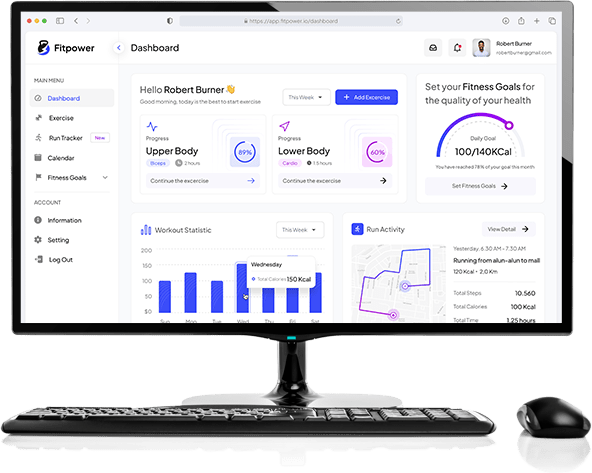 https://app.fitpower.io/dashboard
Fitpower
Dashboard
Robert Burner
robertburner@gmail.com
MAIN MENU
Dashboard
Exercise
Run Tracker New
Calendar
Fitness Goals
ACCOUNT
Information
Setting
Log Out
Hello Robert Burner👋
Good morning, today is the best to start exercise
This Week
+ Add Excercise
Progress
Upper Body
Biceps 2 hours
89%
Continue the excercise
Progress
Lower Body
Cardio 1.5 hours
60%
Continue the excercise
Set your Fitness Goals for
the quality of your health
Daily Goal
100/140KCal
You have reached 78% of your goal this month
Set Fitness Goals
Workout Statistic
This Week
200
150
100
50
$0
Sun Mon Tue Wed Thu Fri Sat
Wednesday
Total Calories 150 Kcal
Run Activity
View Detail
Yesterday, 6.30 AM - 7.30 AM
Running from alun-alun to mall
120 Kcal • 2,0 Km
Total Steps 10.560
Total Calories 100 Kcal
Total Time 1,25 hours